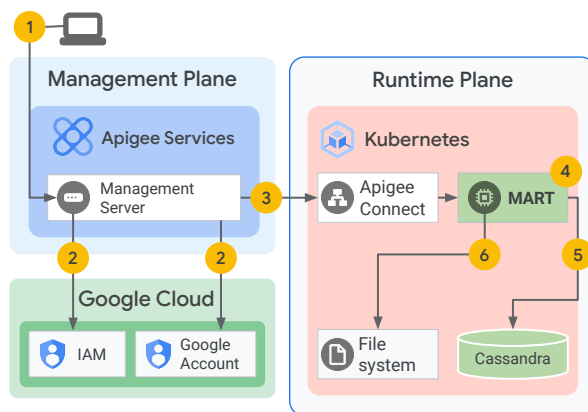 1
Management Plane
Apigee Services
Management
Server
2
2
Google Cloud
IAM
Google
Account
3
Runtime Plane
Kubernetes
Apigee
Connect
MART
4
5
6
File
system
Cassandra